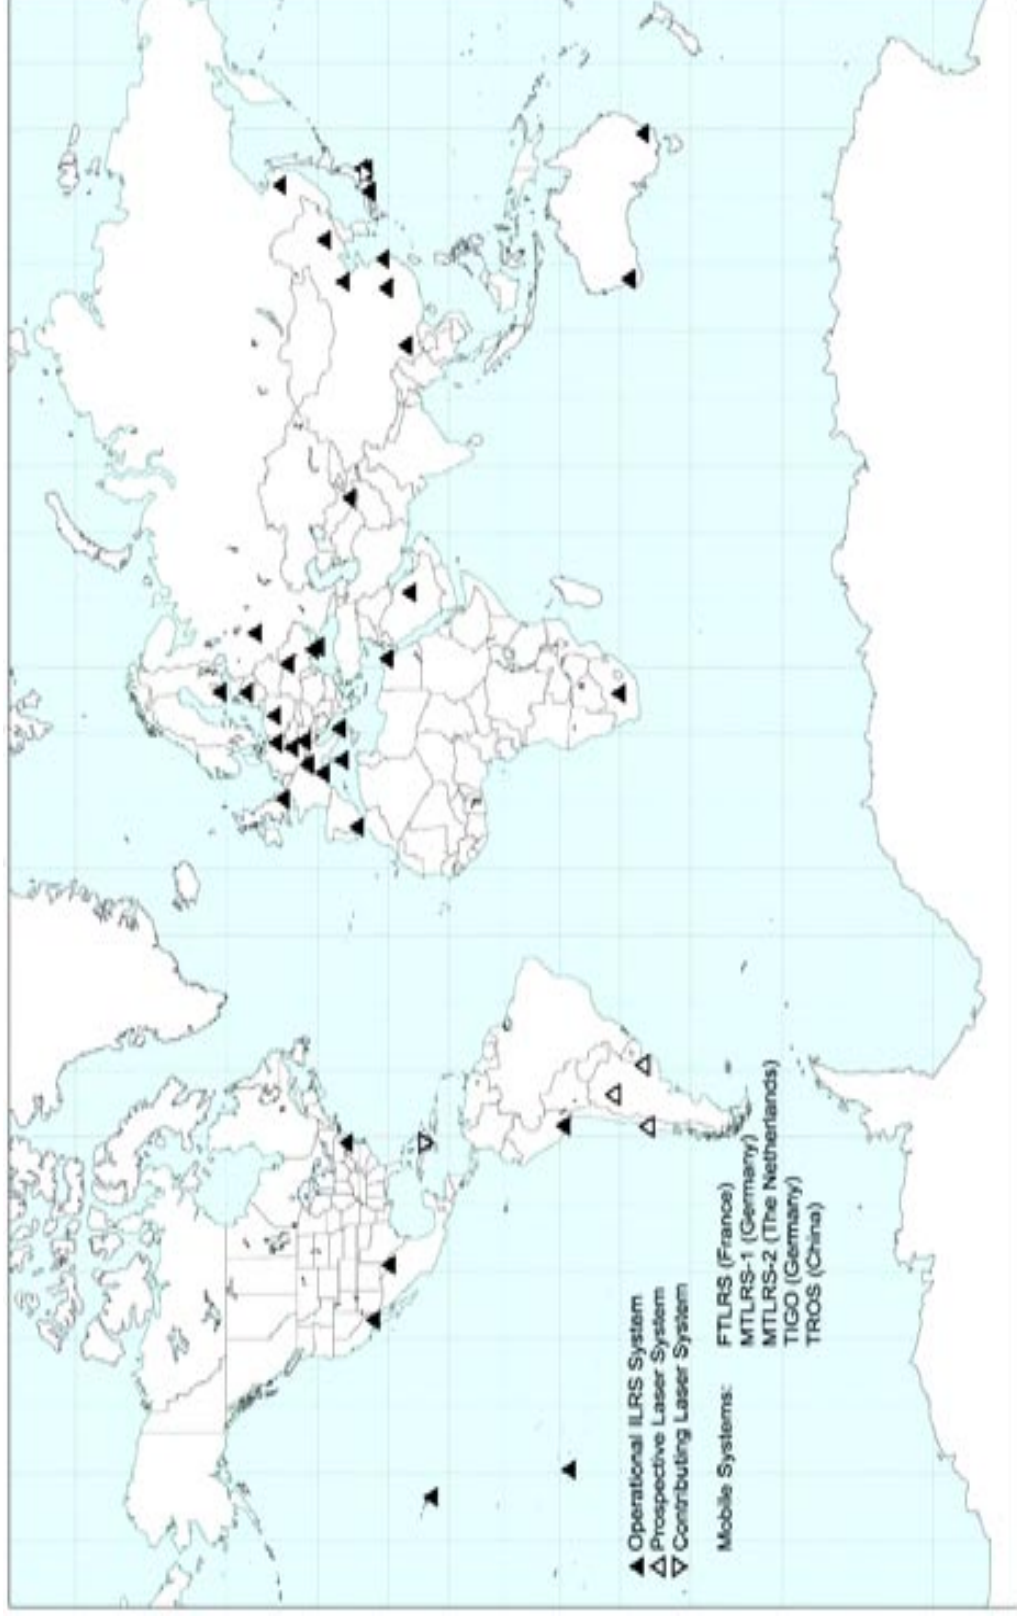 Operational ILRS System
Prospective Laser System
Contributing Laser System
Mobile Systems: FTLRS (France)
MTLRS-1 (Germany)
MTLRS-2 (The Netherlands)
TIGO (Germany)
TROS (China)